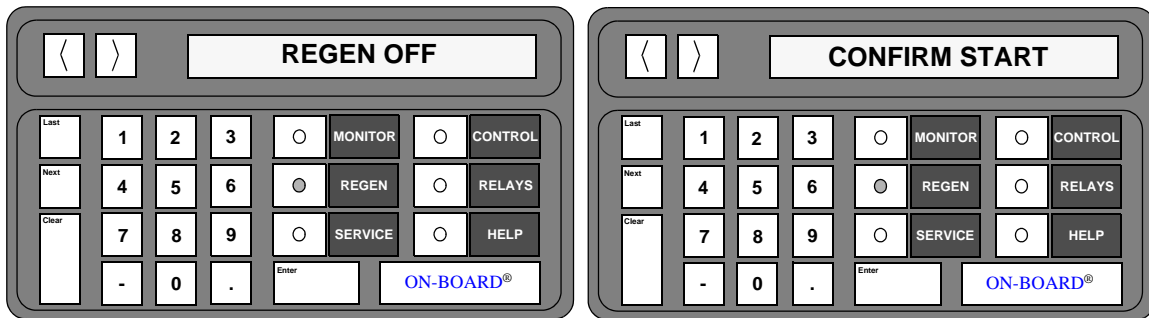 〈 〉 REGEN OFF
Last 1 2 3 MONITOR CONTROL
Next 4 5 6 REGEN RELAYS
Clear 7 8 9 SERVICE HELP
- 0 . Enter ON-BOARD®
〈 〉 CONFIRM START
Last 1 2 3 MONITOR CONTROL
Next 4 5 6 REGEN RELAYS
Clear 7 8 9 SERVICE HELP
- 0 . Enter ON-BOARD®